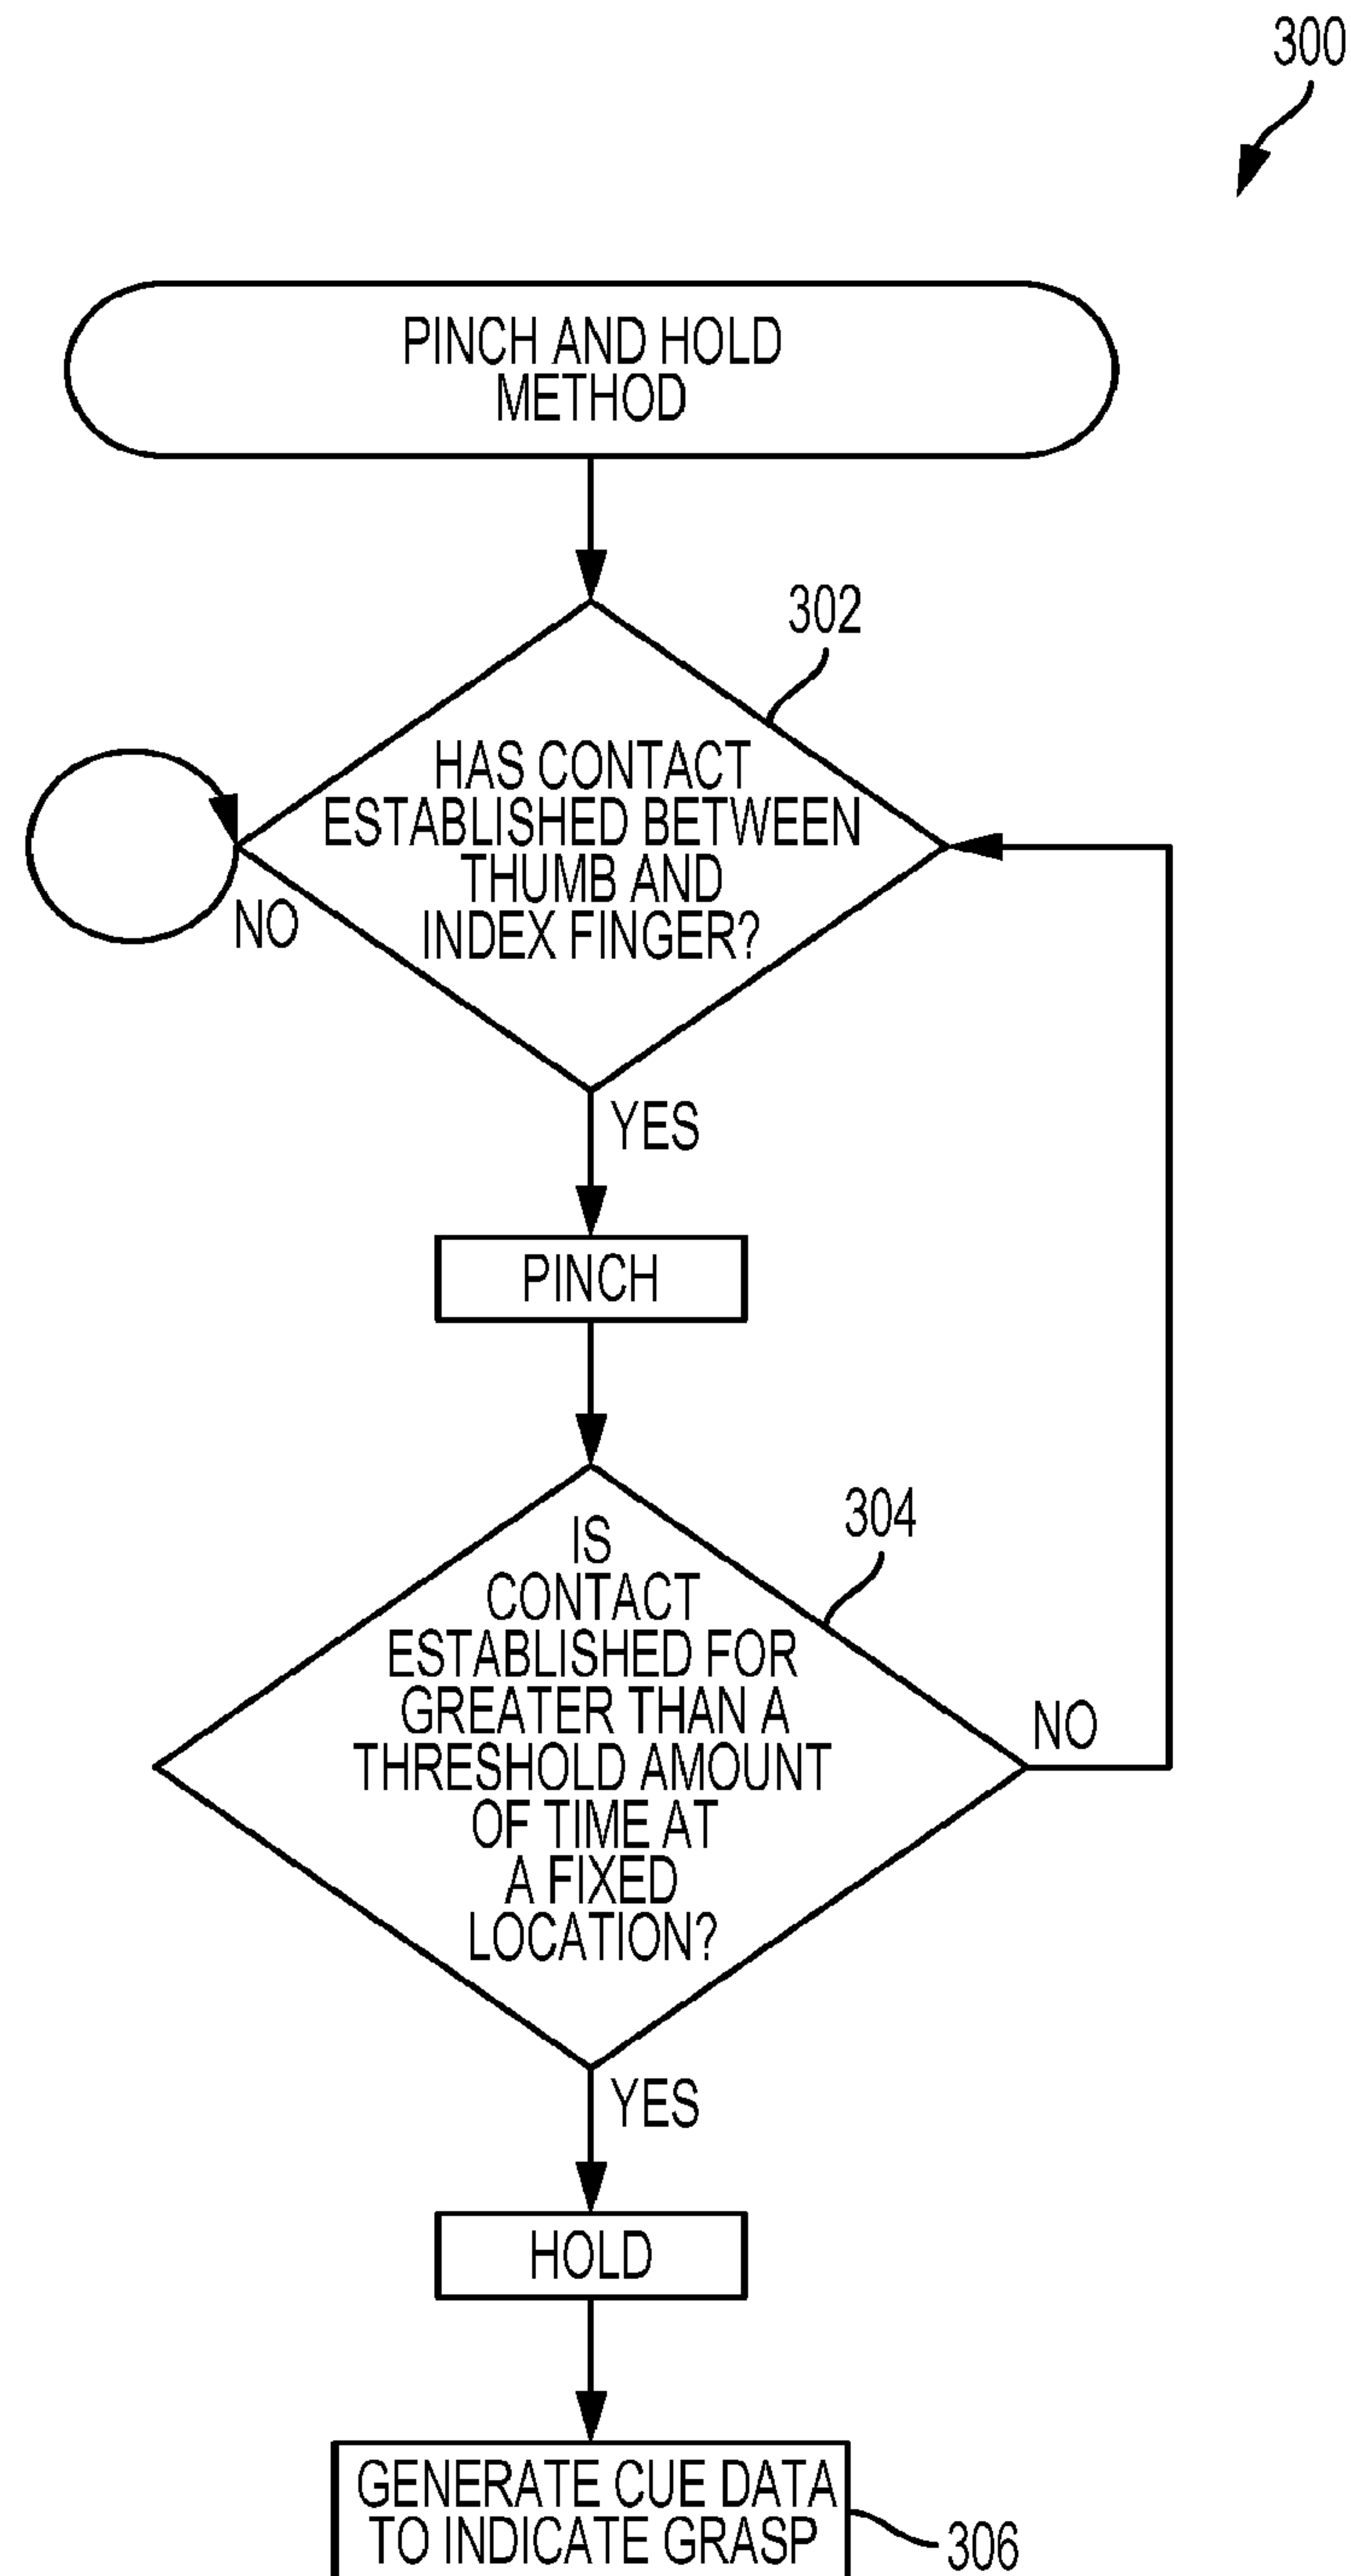 300
PINCH AND HOLD
METHOD
302
HAS CONTACT
ESTABLISHED BETWEEN
THUMB AND
INDEX FINGER?
NO
YES
PINCH
304
IS
CONTACT
ESTABLISHED FOR
GREATER THAN A
THRESHOLD AMOUNT
OF TIME AT
A FIXED
LOCATION?
NO
YES
HOLD
GENERATE CUE DATA
TO INDICATE GRASP
306